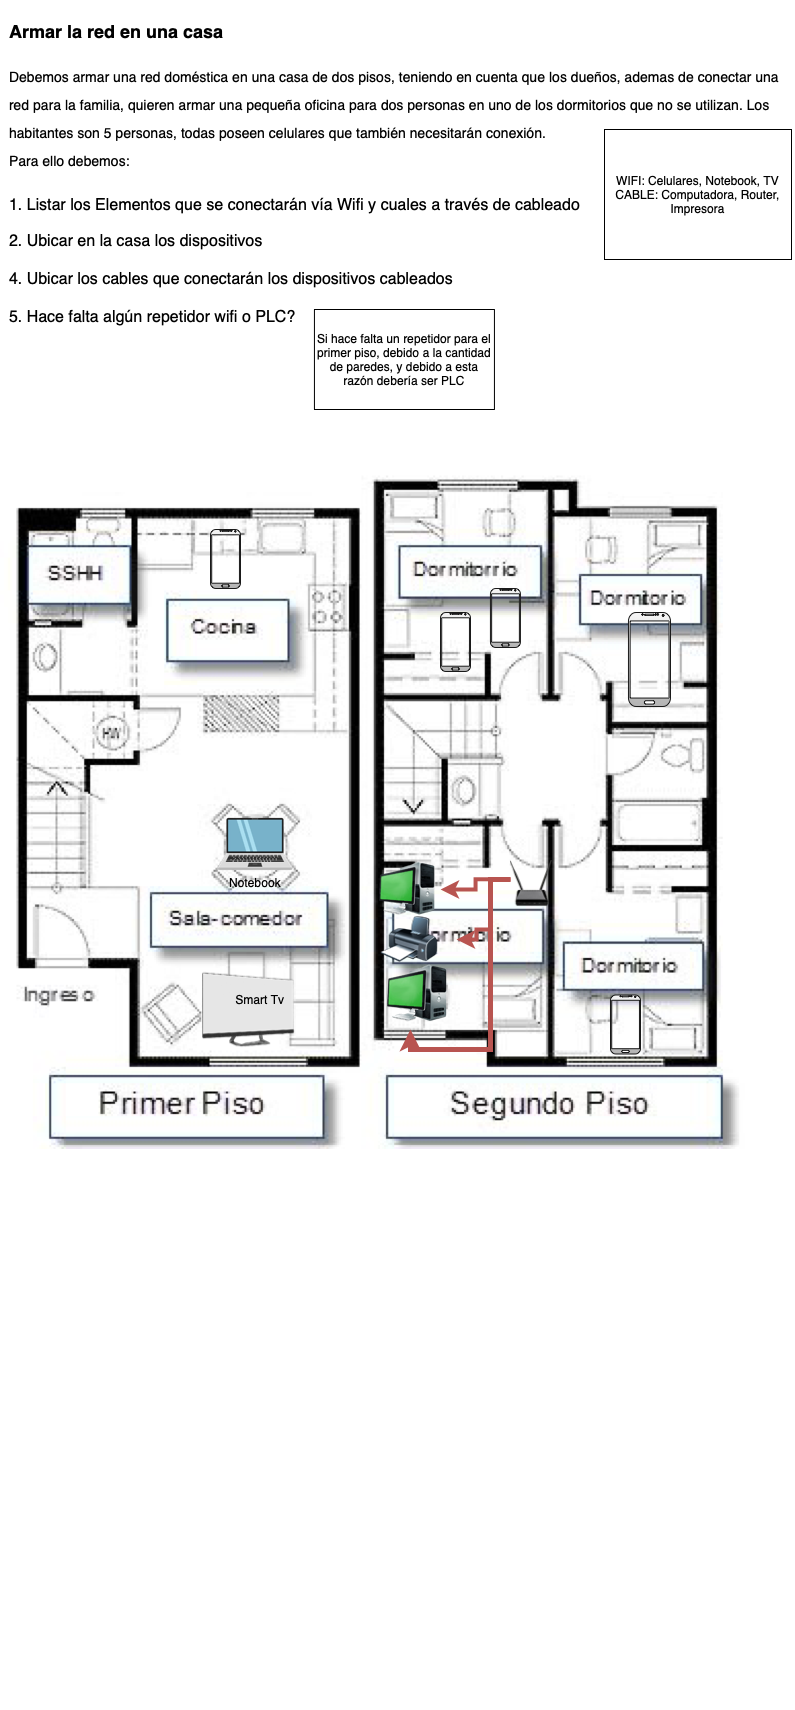 Armar la red en una casa
Debemos armar una red doméstica en una casa de dos pisos, teniendo en cuenta que los dueños, ademas de conectar una
red para la familia, quieren armar una pequeña oficina para dos personas en uno de los dormitorios que no se utilizan. Los
habitantes son 5 personas, todas poseen celulares que también necesitarán conexión.
Para ello debemos:
WIFI: Celulares, Notebook, TV
CABLE: Computadora, Router,
Impresora
1. Listar los Elementos que se conectarán vía Wifi y cuales a través de cableado
2. Ubicar en la casa los dispositivos
4. Ubicar los cables que conectarán los dispositivos cableados
5. Hace falta algún repetidor wifi o PLC?
Si hace falta un repetidor para el
primer piso, debido a la cantidad
de paredes, y debido a esta
razón debería ser PLC
SSHH
Cocina
HW
Notebook
Sala-comedor
Smart Tv
Ingreso
Primer Piso
Dormitorrio
Dormitorio
Dormitorio
Dormitorio
Segundo Piso